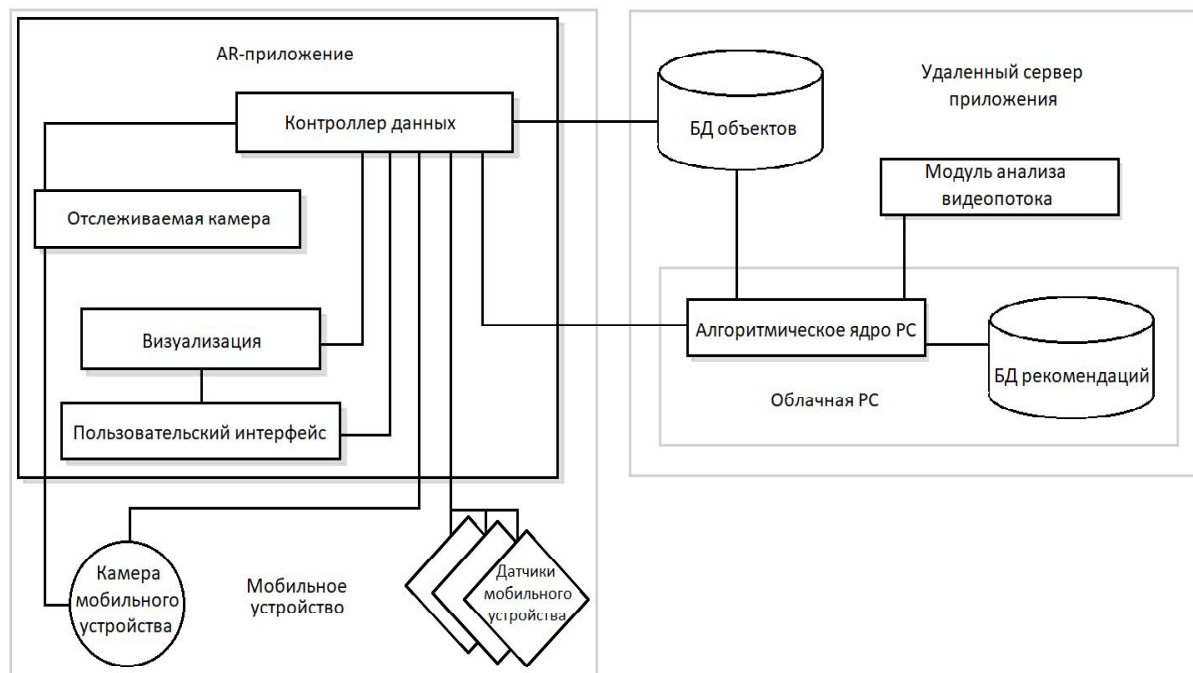 AR-приложение
Контроллер данных
Отслеживаемая камера
Визуализация
Пользовательский интерфейс
Камера
мобильного
устройства
Мобильное
устройство
Датчики
мобильного
устройства
Удаленный сервер
приложения
БД объектов
Модуль анализа
видеопотока
Алгоритмическое ядро РС
БД рекомендаций
Облачная РС